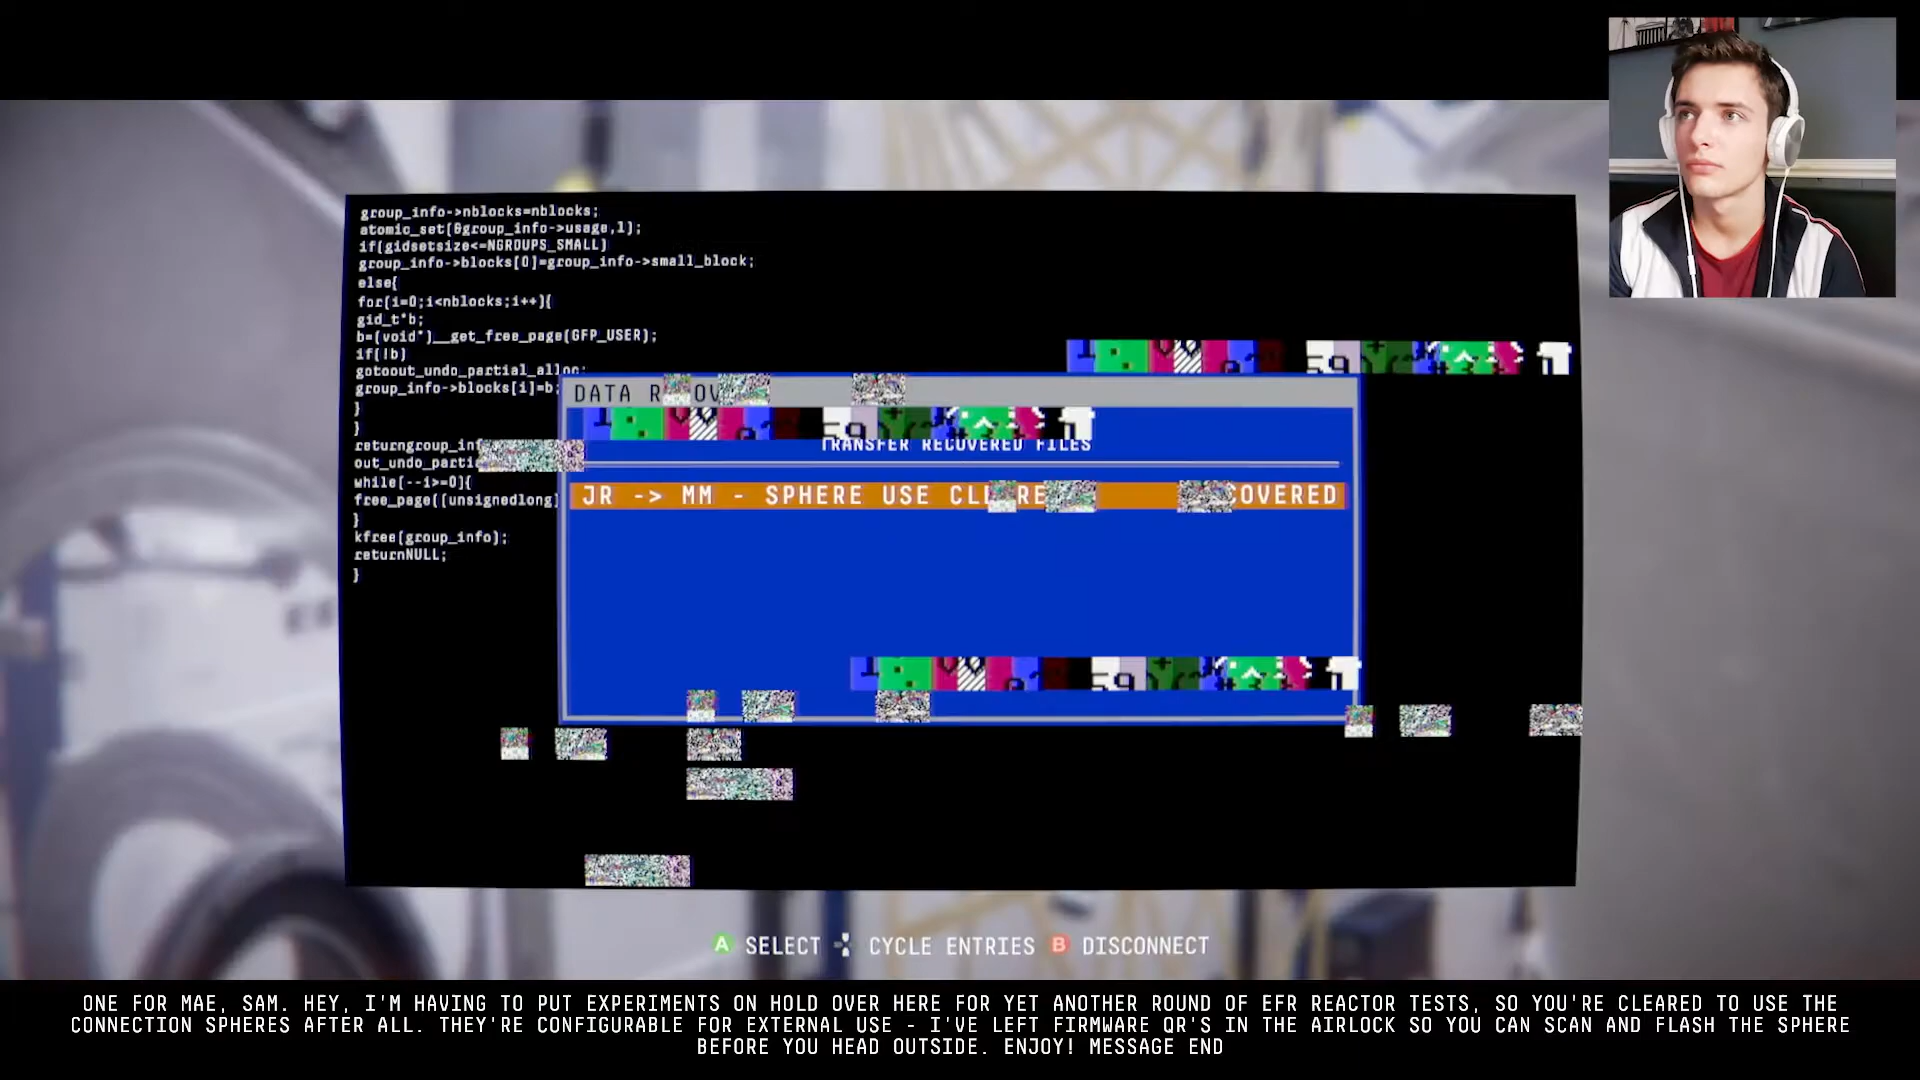 group_info->nblocks=nblocks;
atomic_set(&group_info->usage,1);
if(gidsetsize<=NGROUPS_SMALL)
group_info->blocks[0]=group_info->small_block;
else{
for(i=0;i<nblocks;i++){
gid_t*b;
b=(void*)__get_free_page(GFP_USER);
if(!b)
gotoout_undo_partial_alloc;
group_info->blocks[i]=b;
}
}
DATA
TRANSFER RECOVERED FILES
while(--i>=0){
JR -> MM - SPHERE USE
}
kfree(group_info);
returnNULL;
}
A SELECT CYCLE ENTRIES B DISCONNECT
ONE FOR MAE, SAM. HEY, I'M HAVING TO PUT EXPERIMENTS ON HOLD OVER HERE FOR YET ANOTHER ROUND OF EFR REACTOR TESTS, SO YOU'RE CLEARED TO USE THE
CONNECTION SPHERES AFTER ALL. THEY'RE CONFIGURABLE FOR EXTERNAL USE - I'VE LEFT FIRMWARE QR'S IN THE AIRLOCK SO YOU CAN SCAN AND FLASH THE SPHERE
BEFORE YOU HEAD OUTSIDE. ENJOY! MESSAGE END